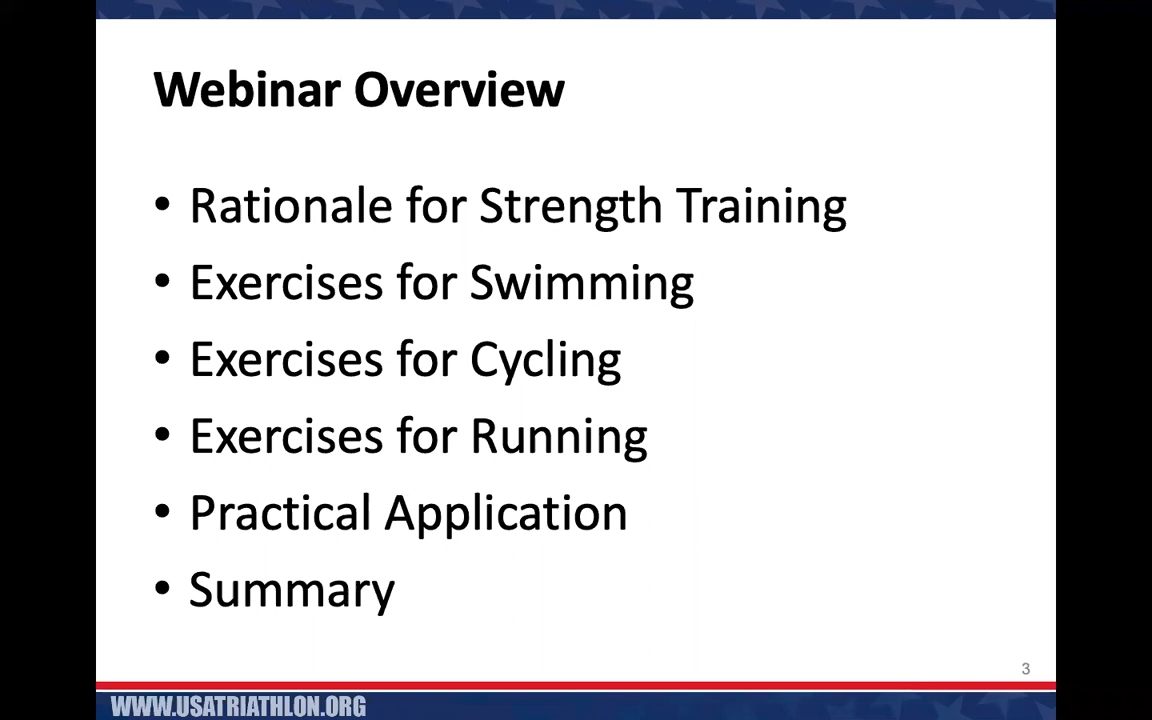 Webinar Overview
• Rationale for Strength Training
• Exercises for Swimming
• Exercises for Cycling
• Exercises for Running
• Practical Application
• Summary
3
WWW.USATRIATHLON.ORG